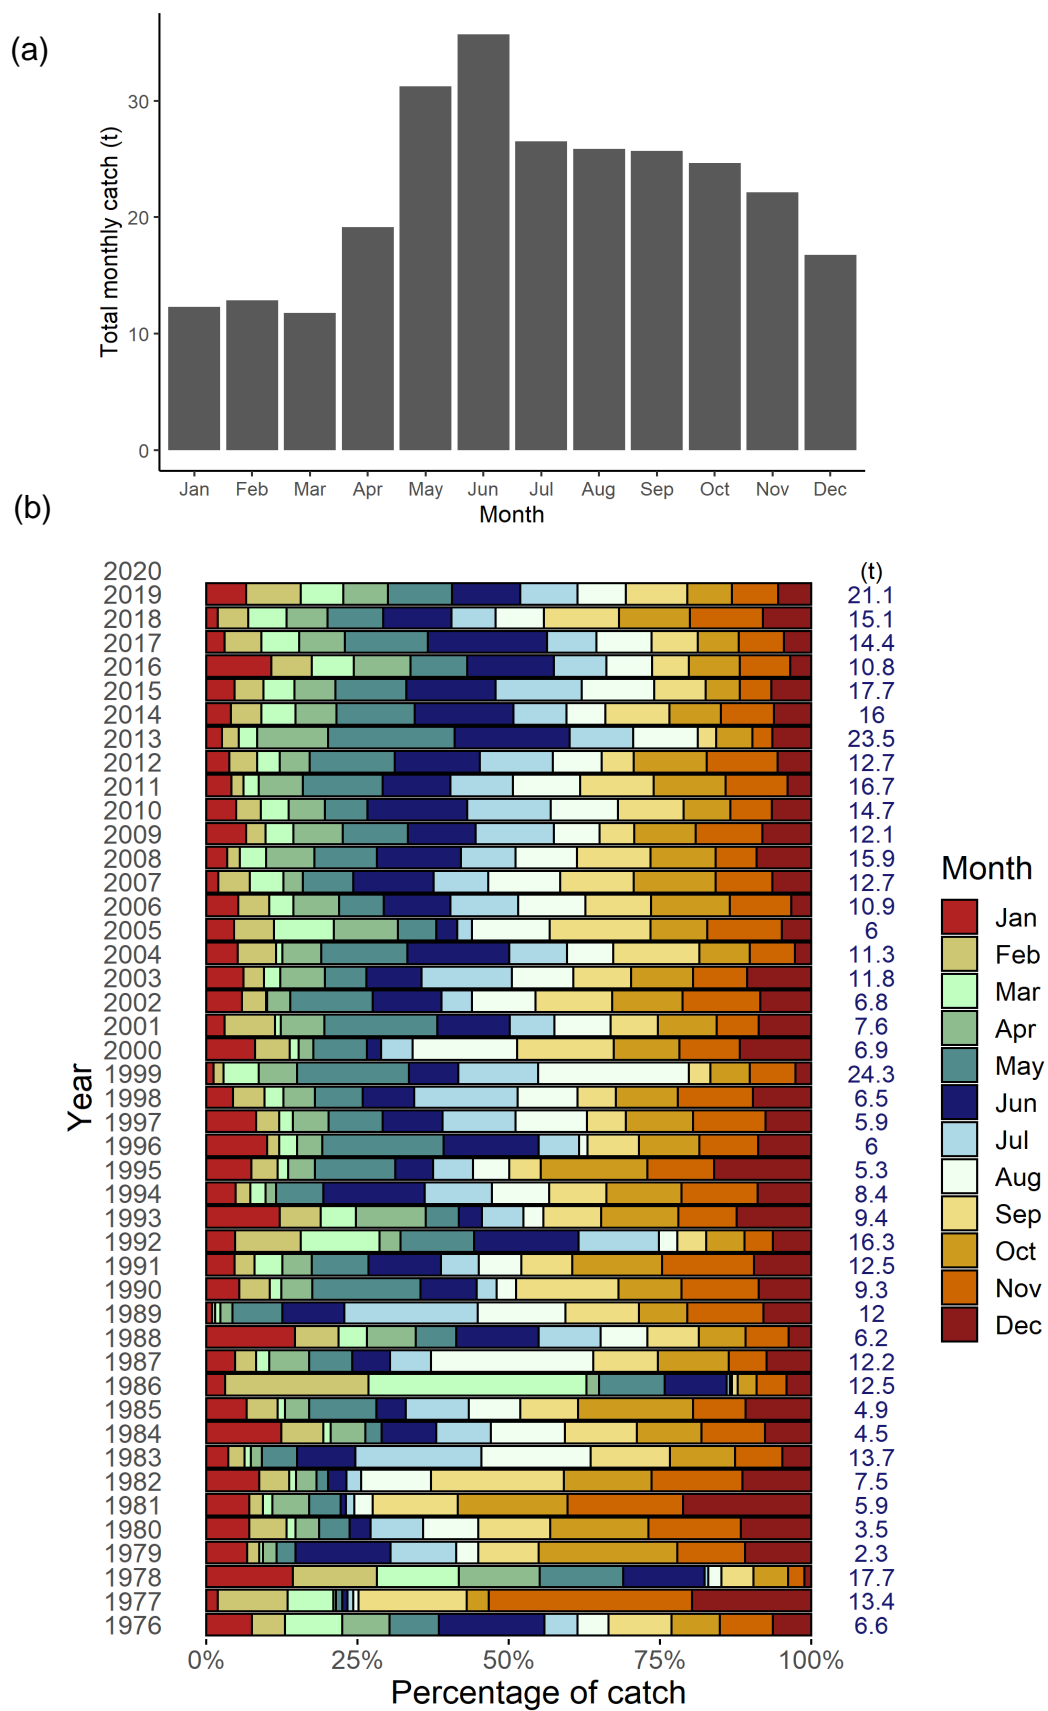 (a)
Total monthly catch (t)
30
20
10
0
Jan Feb Mar Apr May Jun Jul Aug Sep Oct Nov Dec
Month
(b)
2020 (t)
2019 21.1
2018 15.1
2017 14.4
2016 10.8
2015 17.7
2014 16
2013 23.5
2012 12.7
2011 16.7
2010 14.7
2009 12.1
2008 15.9
2007 12.7
2006 10.9
2005 6
2004 11.3
2003 11.8
2002 6.8
2001 7.6
2000 6.9
1999 24.3
1998 6.5
1997 5.9
1996 6
1995 5.3
1994 8.4
1993 9.4
1992 16.3
1991 12.5
1990 9.3
1989 12
1988 6.2
1987 12.2
1986 12.5
1985 4.9
1984 4.5
1983 13.7
1982 7.5
1981 5.9
1980 3.5
1979 2.3
1978 17.7
1977 13.4
1976 6.6
Year
0% 25% 50% 75% 100%
Percentage of catch
Month
Jan
Feb
Mar
Apr
May
Jun
Jul
Aug
Sep
Oct
Nov
Dec